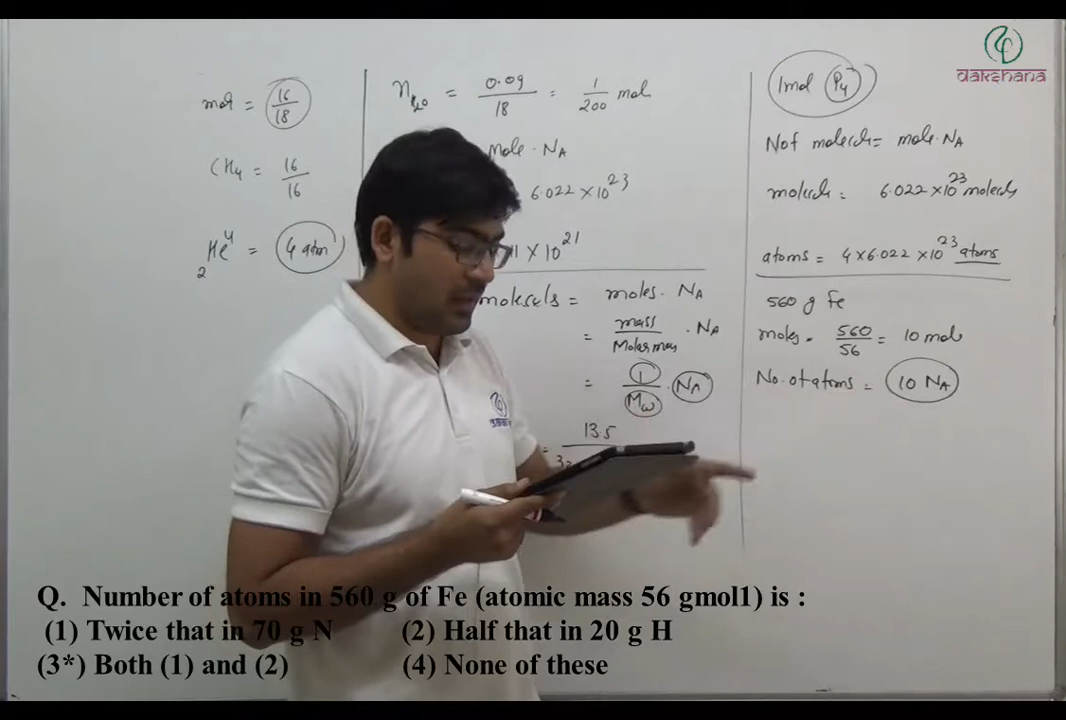 dakshana
mol = 16/18
CH4 = 16/16
2He4 = 4 atm
nH2O = 0.09/18 = 1/200 mol
mole · NA
6.022 × 10^23
× 10^21
molecules = moles · NA
= mass/Molar mass · NA
= 1/Mw · NA
= 13.5
1 mol P4
N of molecule = mole · NA
molecule = 6.022 × 10^23 molecules
atoms = 4 × 6.022 × 10^23 atoms
560 g Fe
moles = 560/56 = 10 mole
No. of atoms = 10 NA
Q. Number of atoms in 560 g of Fe (atomic mass 56 gmol1) is :
(1) Twice that in 70 g N (2) Half that in 20 g H
(3*) Both (1) and (2) (4) None of these